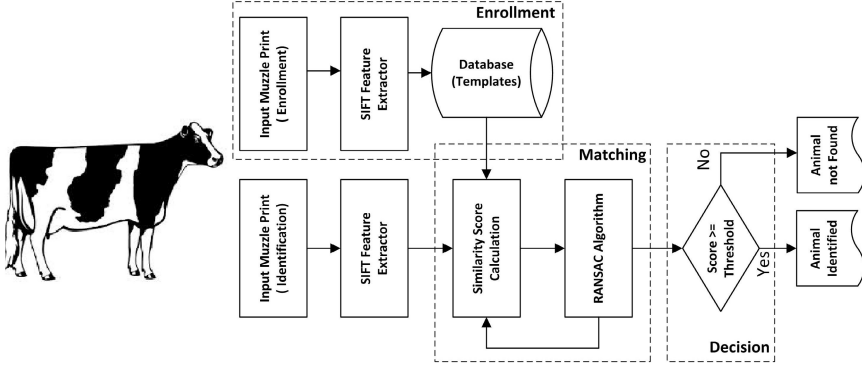 Enrollment
Input Muzzle Print
( Enrollment)
SIFT Feature
Extractor
Database
(Templates)
Matching
Input Muzzle Print
( Identification)
SIFT Feature
Extractor
Similarity Score
Calculation
RANSAC Algorithm
Decision
Score >=
Threshold
No
Yes
Animal
not Found
Animal
Identified